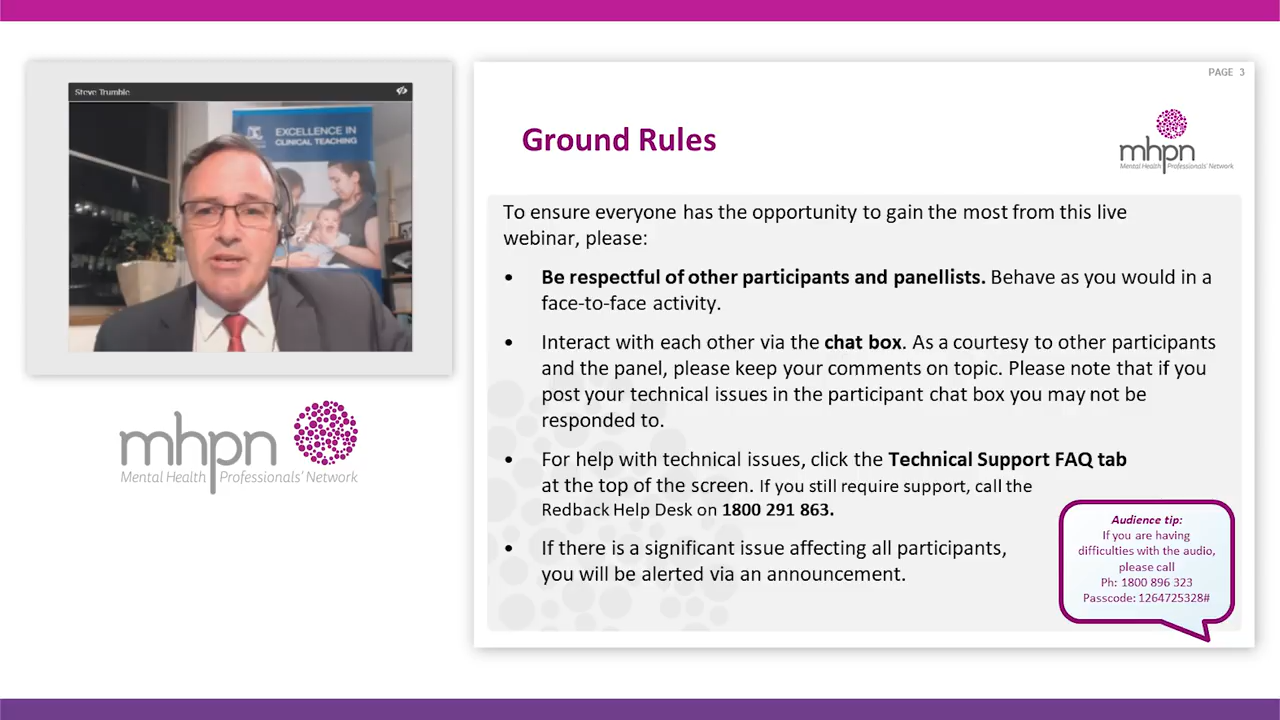 Steve Trumble
EXCELLENCE IN
CLINICAL TEACHING
mhpn
Mental Health Professionals' Network
PAGE 3
Ground Rules
mhpn
Mental Health Professionals' Network
To ensure everyone has the opportunity to gain the most from this live
webinar, please:
• Be respectful of other participants and panellists. Behave as you would in a
face-to-face activity.
• Interact with each other via the chat box. As a courtesy to other participants
and the panel, please keep your comments on topic. Please note that if you
post your technical issues in the participant chat box you may not be
responded to.
• For help with technical issues, click the Technical Support FAQ tab
at the top of the screen. If you still require support, call the
Redback Help Desk on 1800 291 863.
• If there is a significant issue affecting all participants,
you will be alerted via an announcement.
Audience tip:
If you are having
difficulties with the audio,
please call
Ph: 1800 896 323
Passcode: 1264725328#